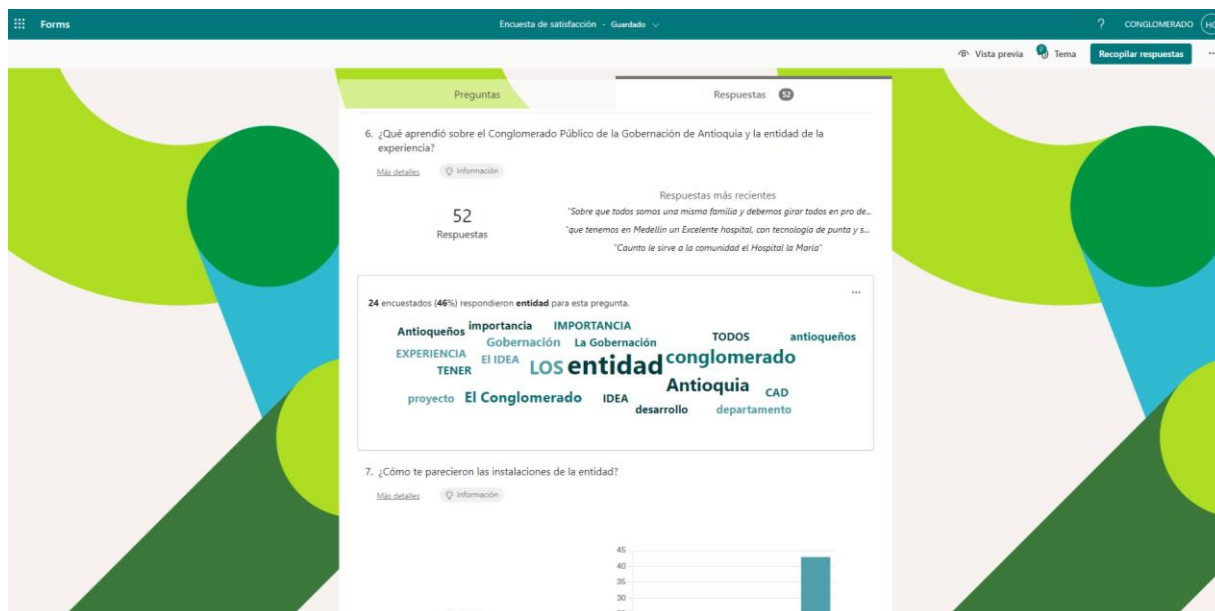 Forms
Encuesta de satisfacción - Guardado
? CONGLOMERADO HO
Vista previa
Tema
Recopilar respuestas
Preguntas
Respuestas 52
6. ¿Qué aprendió sobre el Conglomerado Público de la Gobernación de Antioquia y la entidad de la
experiencia?
Más detalles
Información
52
Respuestas
Respuestas más recientes
"Sobre que todos somos una misma familia y debemos girar todos en pro de...
"que tenemos en Medellin un Excelente hospital, con tecnologia de punta y s...
"Caunto le sirve a la comunidad el Hospital la María"
24 encuestados (46%) respondieron entidad para esta pregunta.
Antioqueños importancia IMPORTANCIA
Gobernación La Gobernación TODOS antioqueños
EXPERIENCIA El IDEA LOS entidad conglomerado
TENER Antioquia CAD
proyecto El Conglomerado IDEA
desarrollo departamento
7. ¿Cómo te parecieron las instalaciones de la entidad?
Más detalles
Información
45
40
35
30